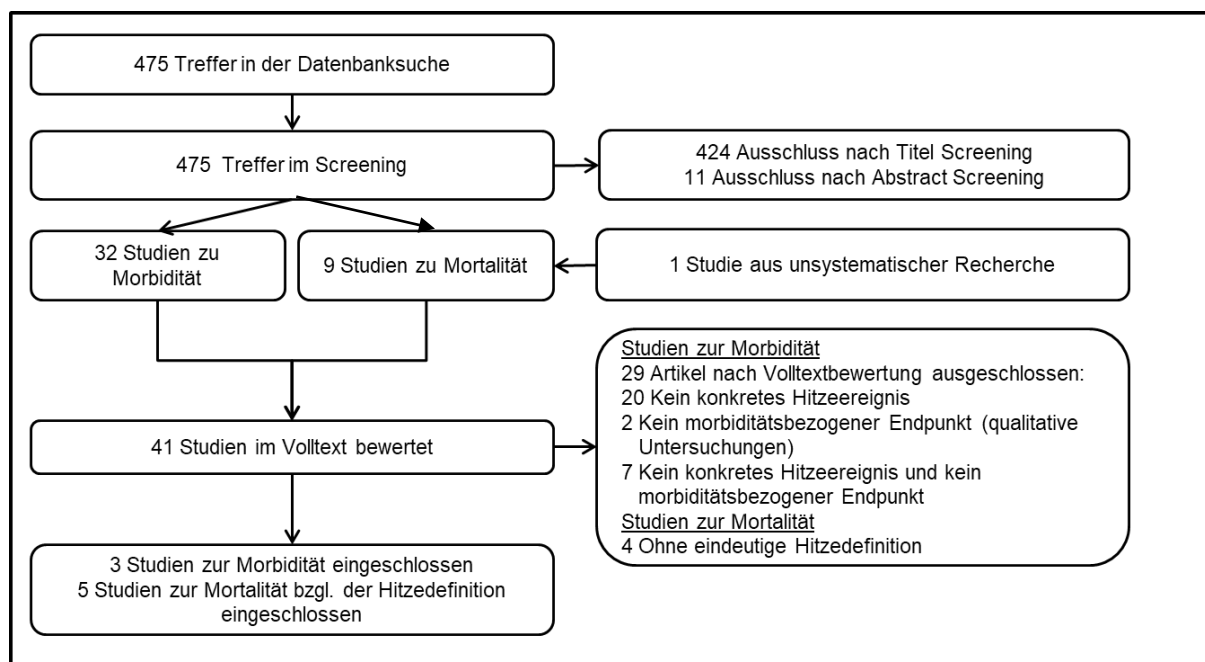 475 Treffer in der Datenbanksuche
475 Treffer im Screening
424 Ausschluss nach Titel Screening
11 Ausschluss nach Abstract Screening
32 Studien zu
Morbidität
9 Studien zu Mortalität
1 Studie aus unsystematischer Recherche
41 Studien im Volltext bewertet
Studien zur Morbidität
29 Artikel nach Volltextbewertung ausgeschlossen:
20 Kein konkretes Hitzeereignis
2 Kein morbiditätsbezogener Endpunkt (qualitative
Untersuchungen)
7 Kein konkretes Hitzeereignis und kein
morbiditätsbezogener Endpunkt
Studien zur Mortalität
4 Ohne eindeutige Hitzedefinition
3 Studien zur Morbidität eingeschlossen
5 Studien zur Mortalität bzgl. der Hitzedefinition
eingeschlossen